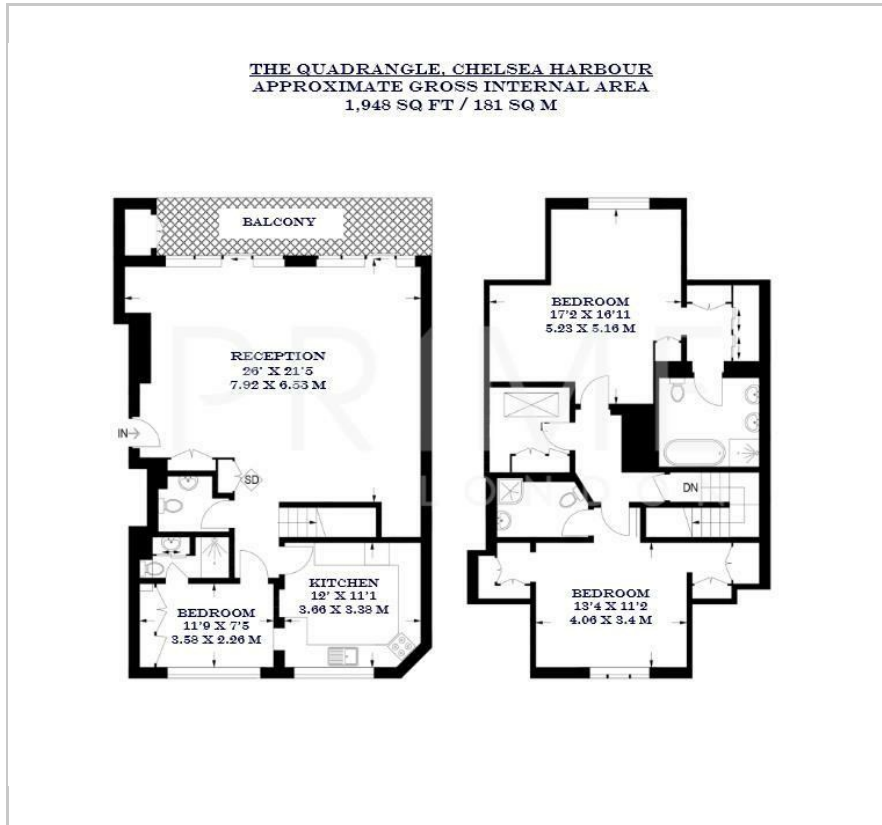 THE QUADRANGLE, CHELSEA HARBOUR
APPROXIMATE GROSS INTERNAL AREA
1,948 SQ FT / 181 SQ M
BALCONY
RECEPTION
26' X 21'5
7.92 X 6.53 M
IN
SD
KITCHEN
12' X 11'1
3.66 X 3.38 M
BEDROOM
11'9 X 7'5
3.58 X 2.26 M
BEDROOM
17'2 X 16'11
5.23 X 5.16 M
DN
BEDROOM
13'4 X 11'2
4.06 X 3.4 M
PRIME
LONDON